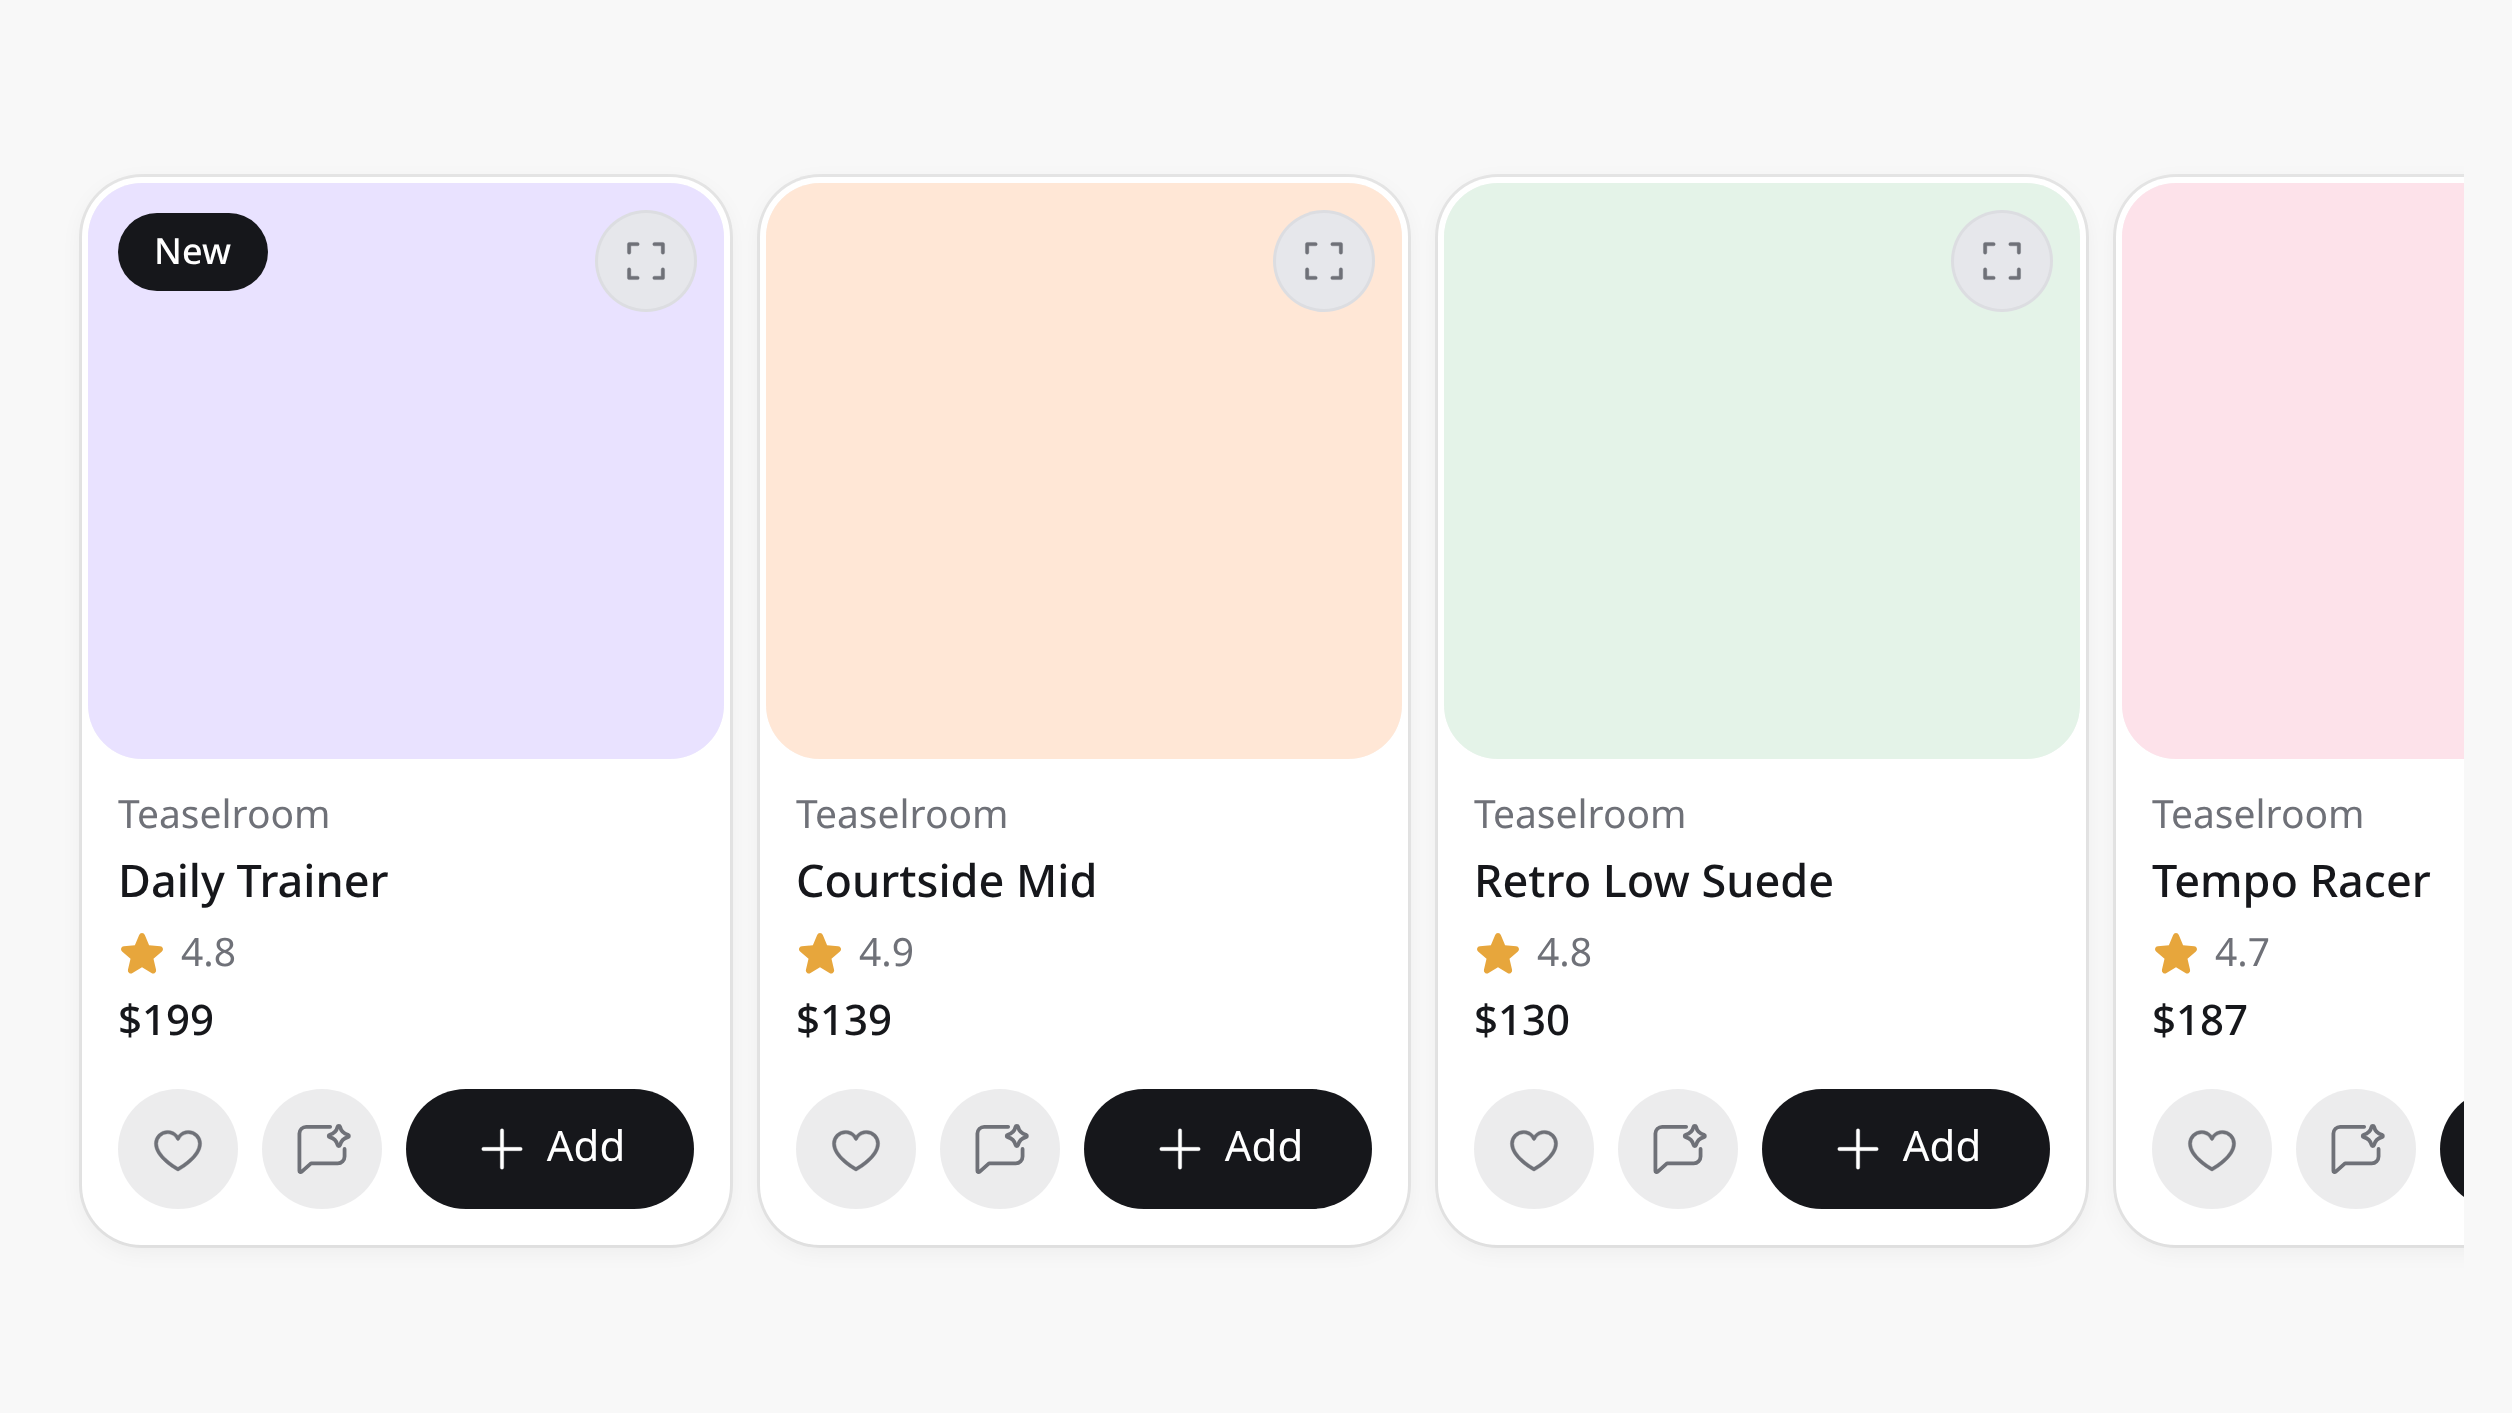 New
Teaselroom
Daily Trainer
4.8
$199
Add
Teaselroom
Courtside Mid
4.9
$139
Add
Teaselroom
Retro Low Suede
4.8
$130
Add
Teaselroom
Tempo Racer
4.7
$187